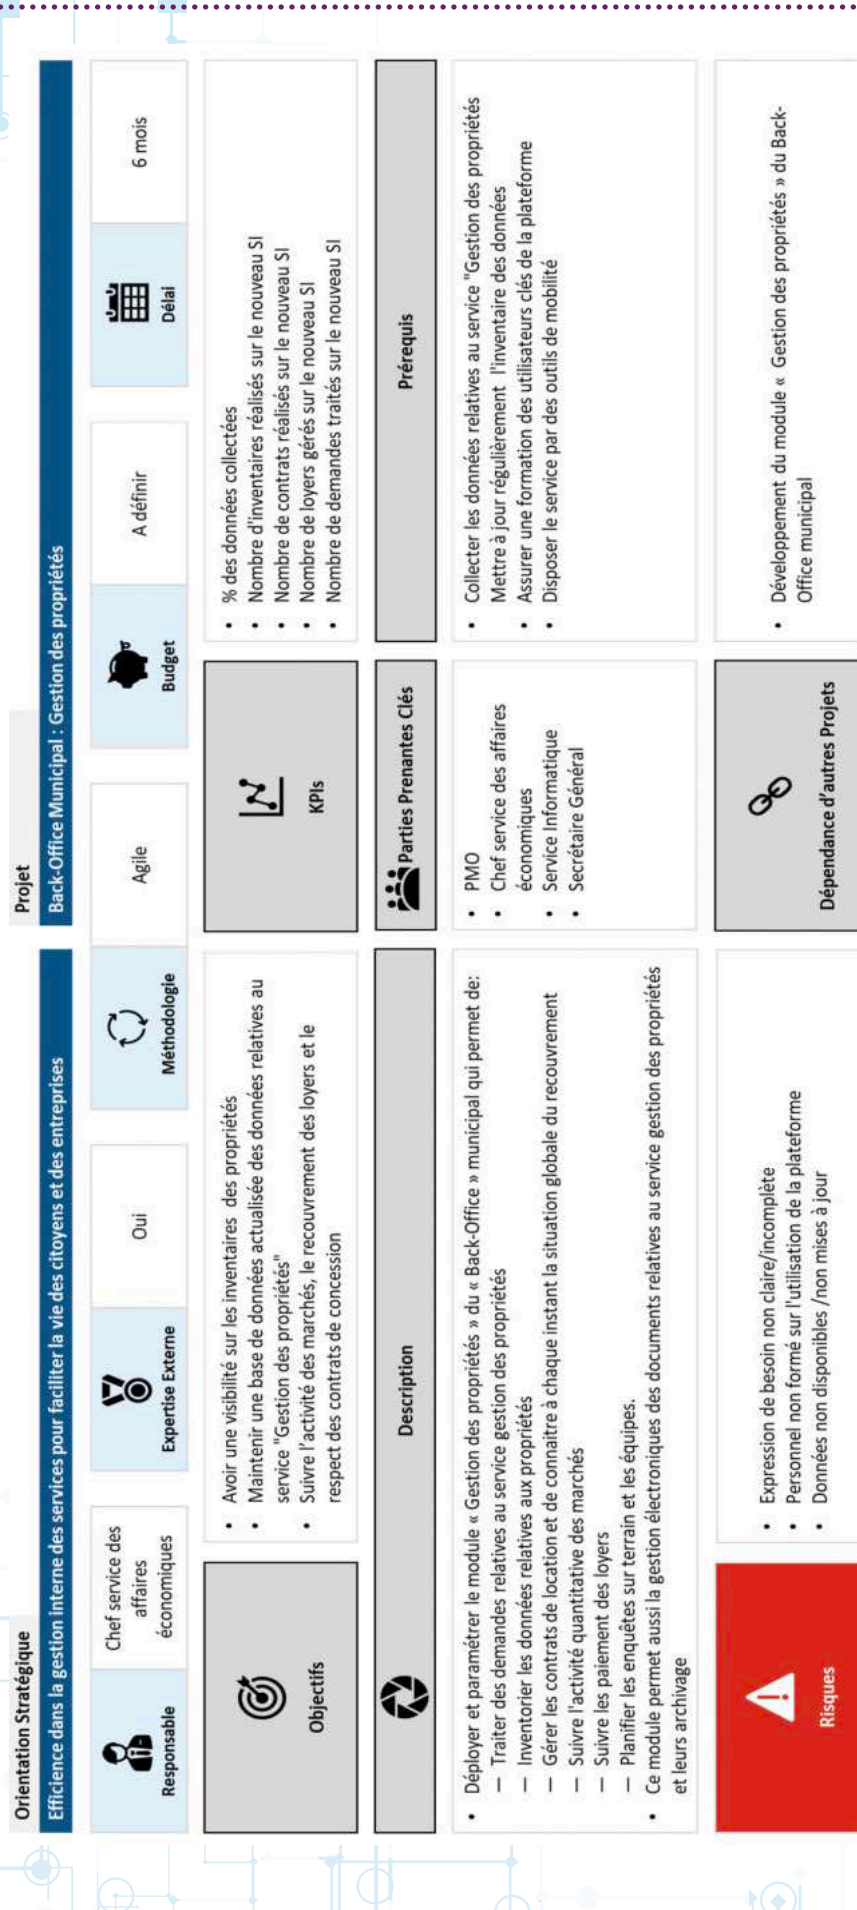 Orientation Stratégique
Projet
Efficience dans la gestion interne des services pour faciliter la vie des citoyens et des entreprises
Back-Office Municipal : Gestion des propriétés
Responsable
Chef service des
affaires
économiques
Expertise Externe
Oui
Méthodologie
Agile
Budget
A définir
Délai
6 mois
Objectifs
• Avoir une visibilité sur les inventaires des propriétés
• Maintenir une base de données actualisée des données relatives au
service "Gestion des propriétés"
• Suivre l'activité des marchés, le recouvrement des loyers et le
respect des contrats de concession
KPIs
• % des données collectées
• Nombre d'inventaires réalisés sur le nouveau SI
• Nombre de contrats réalisés sur le nouveau SI
• Nombre de loyers gérés sur le nouveau SI
• Nombre de demandes traités sur le nouveau SI
Description
Parties Prenantes Clés
Prérequis
• Déployer et paramétrer le module « Gestion des propriétés » du « Back-Office » municipal qui permet de:
— Traiter des demandes relatives au service gestion des propriétés
— Inventorier les données relatives aux propriétés
— Gérer les contrats de location et de connaitre à chaque instant la situation globale du recouvrement
— Suivre l'activité quantitative des marchés
— Suivre les paiement des loyers
— Planifier les enquêtes sur terrain et les équipes.
• Ce module permet aussi la gestion électroniques des documents relatives au service gestion des propriétés
et leurs archivage
• PMO
• Chef service des affaires
économiques
• Service Informatique
• Secrétaire Général
• Collecter les données relatives au service "Gestion des propriétés
Mettre à jour régulièrement l'inventaire des données
• Assurer une formation des utilisateurs clés de la plateforme
• Disposer le service par des outils de mobilité
Risques
• Expression de besoin non claire/incomplète
• Personnel non formé sur l'utilisation de la plateforme
• Données non disponibles /non mises à jour
Dépendance d'autres Projets
• Développement du module « Gestion des propriétés » du Back-
Office municipal